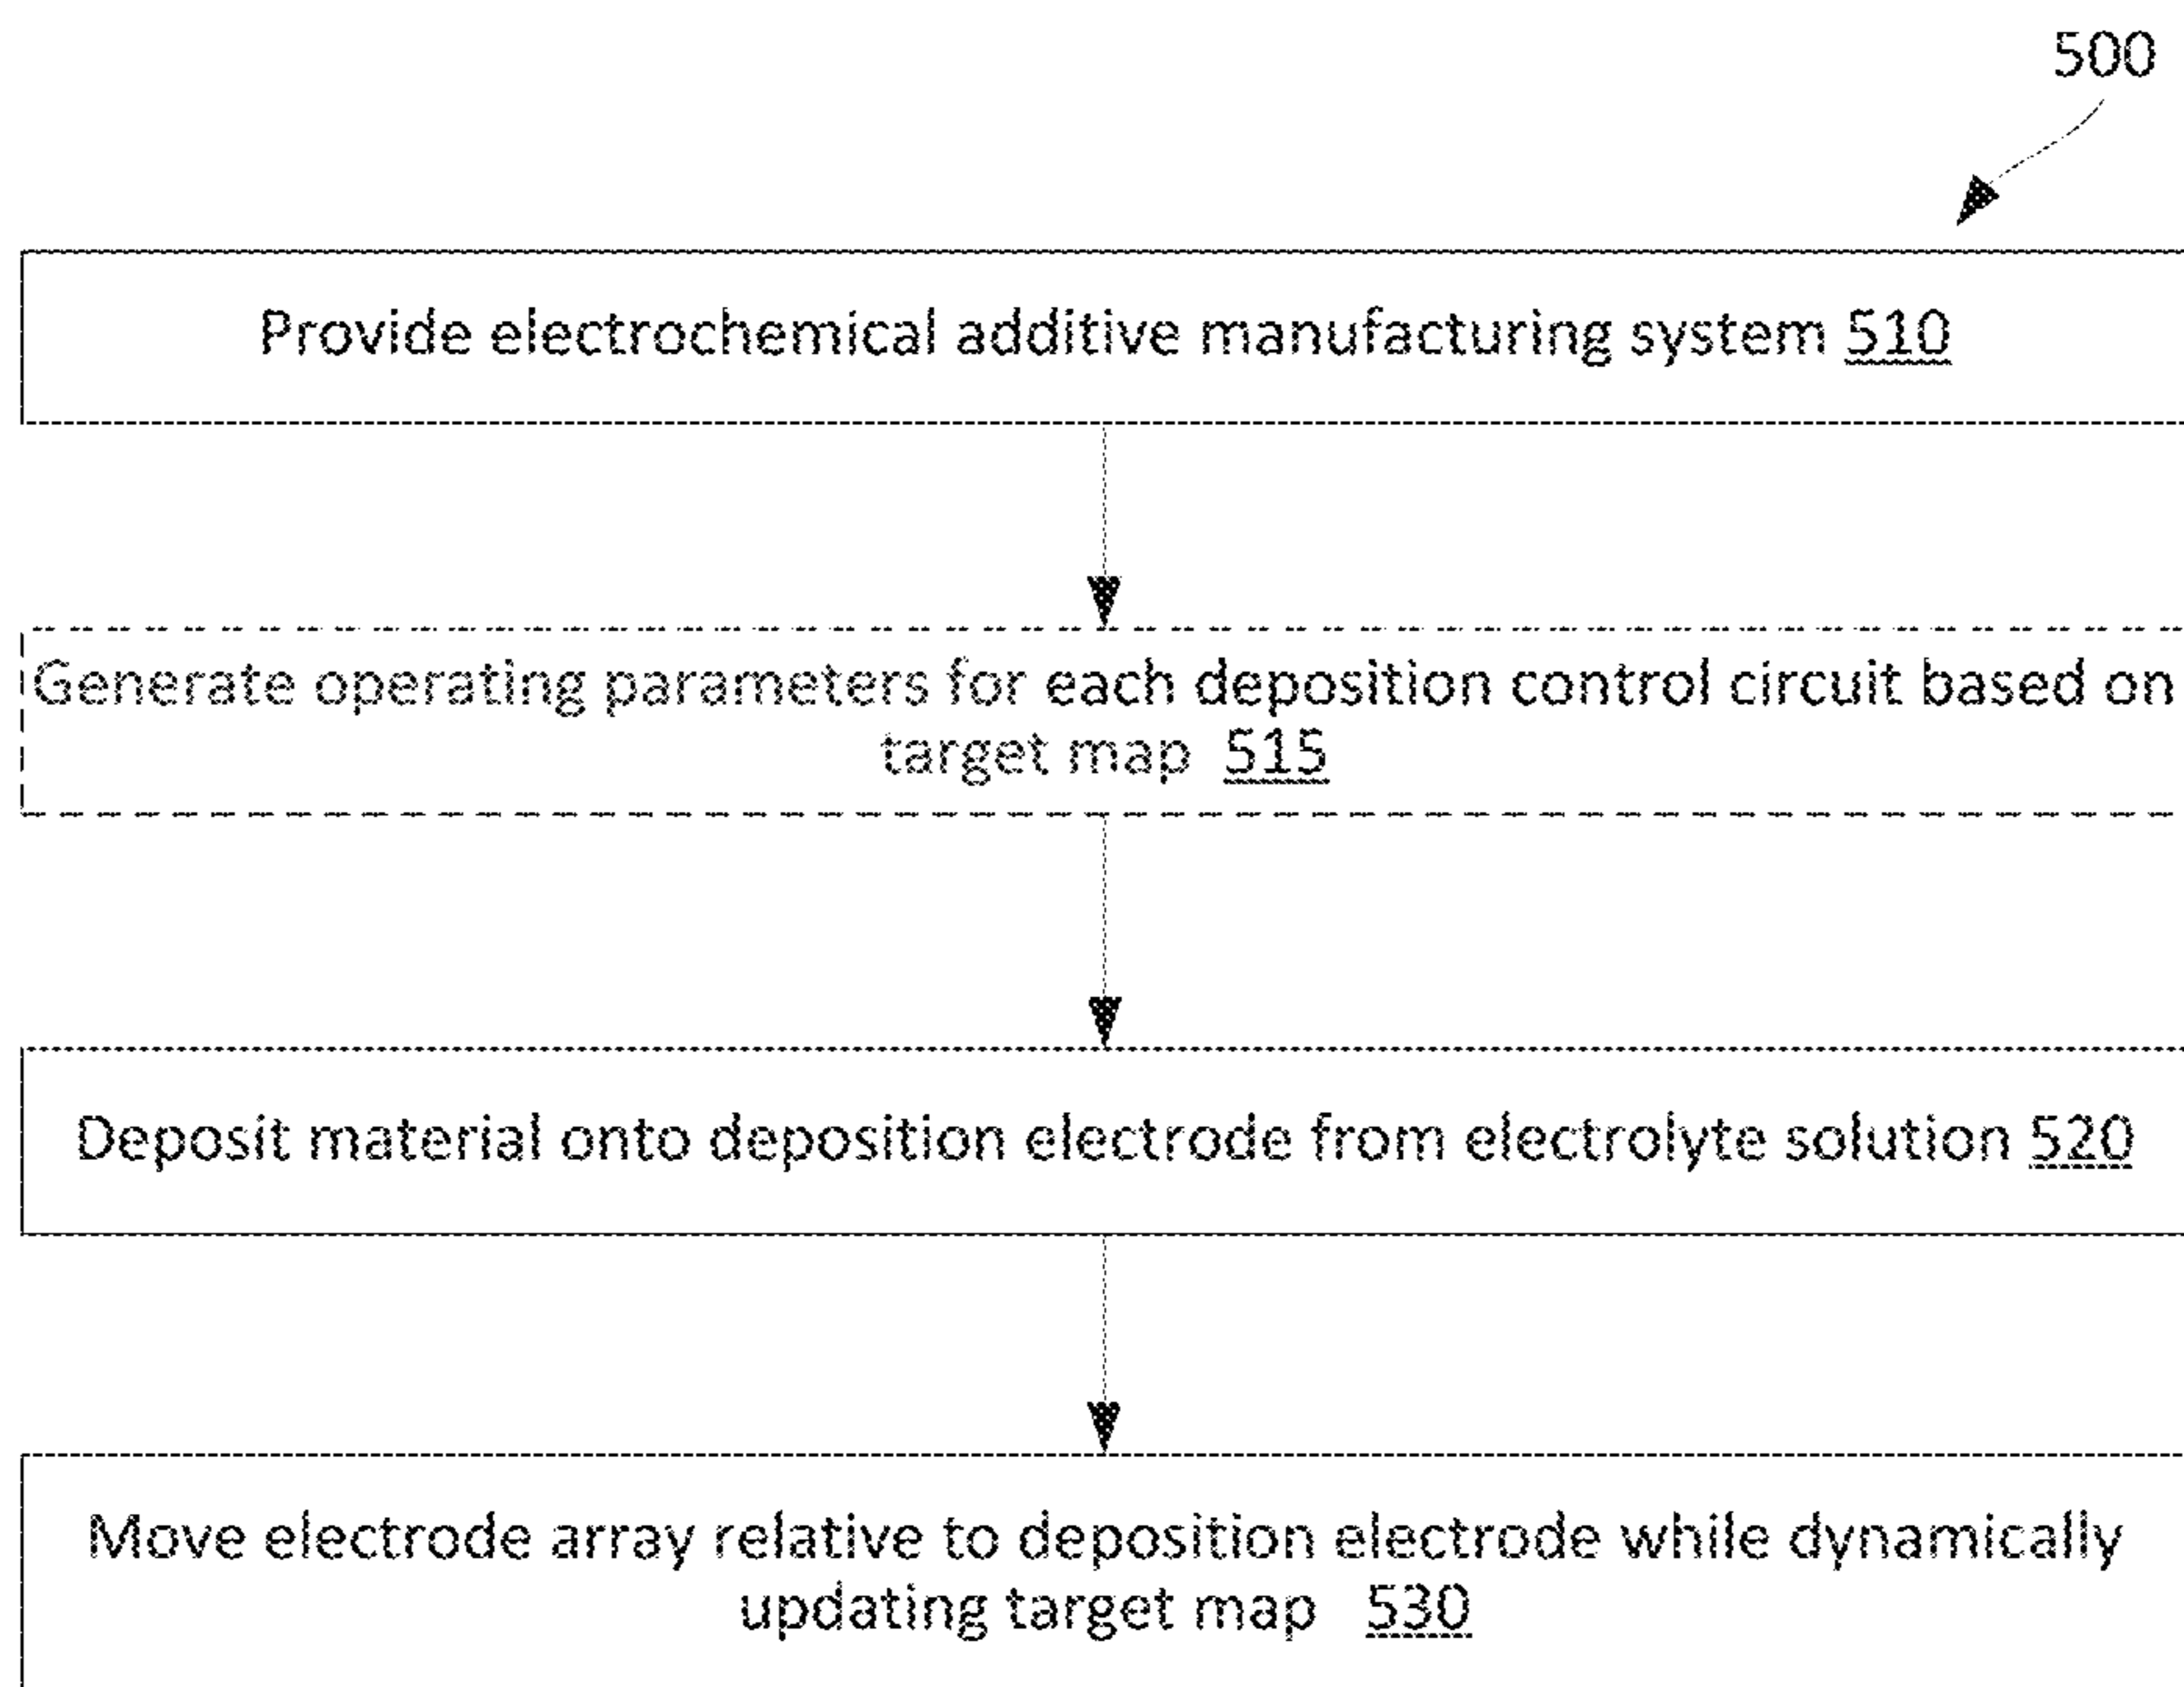 500
Provide electrochemical additive manufacturing system 510
Generate operating parameters for each deposition control circuit based on
target map 515
Deposit material onto deposition electrode from electrolyte solution 520
Move electrode array relative to deposition electrode while dynamically
updating target map 530